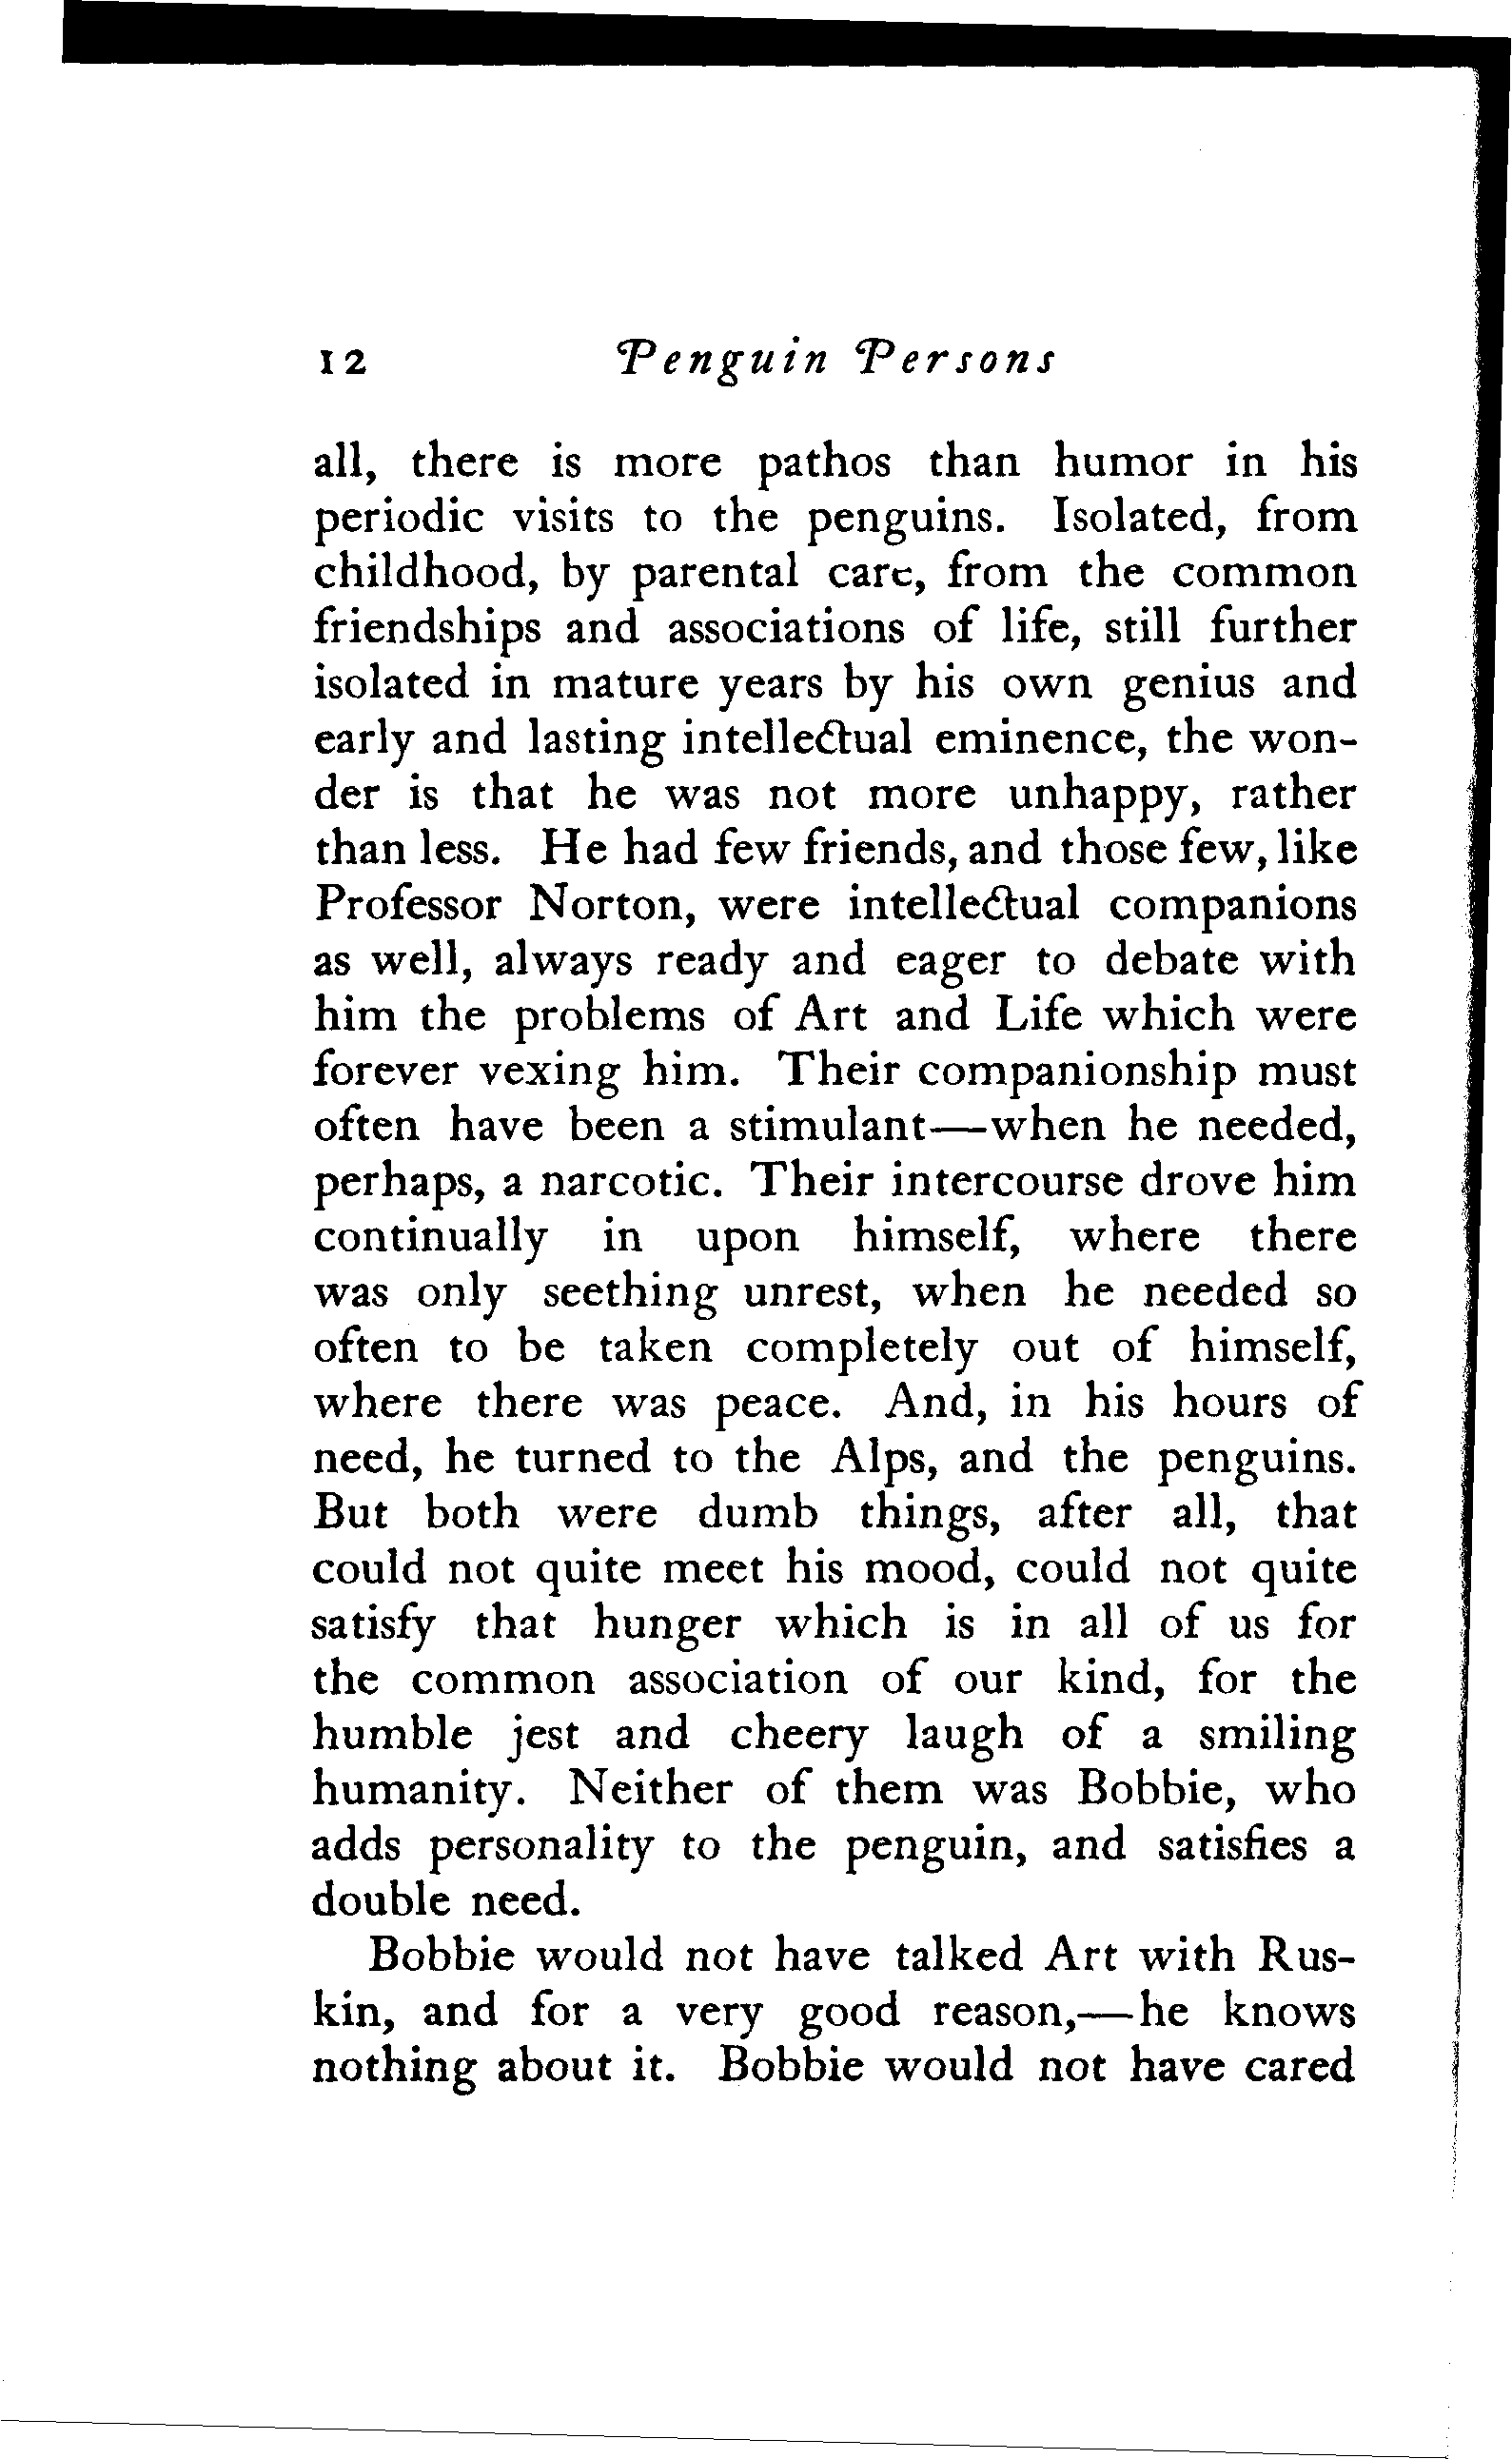 12 Penguin Persons
all, there is more pathos than humor in his
periodic visits to the penguins. Isolated, from
childhood, by parental care, from the common
friendships and associations of life, still further
isolated in mature years by his own genius and
early and lasting intellectual eminence, the won-
der is that he was not more unhappy, rather
than less. He had few friends, and those few, like
Professor Norton, were intellectual companions
as well, always ready and eager to debate with
him the problems of Art and Life which were
forever vexing him. Their companionship must
often have been a stimulant—when he needed,
perhaps, a narcotic. Their intercourse drove him
continually in upon himself, where there
was only seething unrest, when he needed so
often to be taken completely out of himself,
where there was peace. And, in his hours of
need, he turned to the Alps, and the penguins.
But both were dumb things, after all, that
could not quite meet his mood, could not quite
satisfy that hunger which is in all of us for
the common association of our kind, for the
humble jest and cheery laugh of a smiling
humanity. Neither of them was Bobbie, who
adds personality to the penguin, and satisfies a
double need.
Bobbie would not have talked Art with Rus-
kin, and for a very good reason,—he knows
nothing about it. Bobbie would not have cared